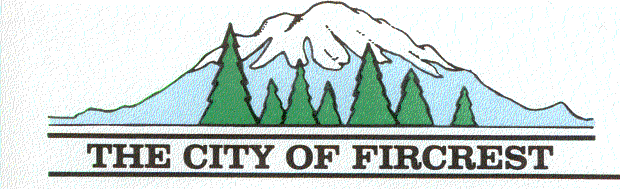 THE CITY OF FIRCREST